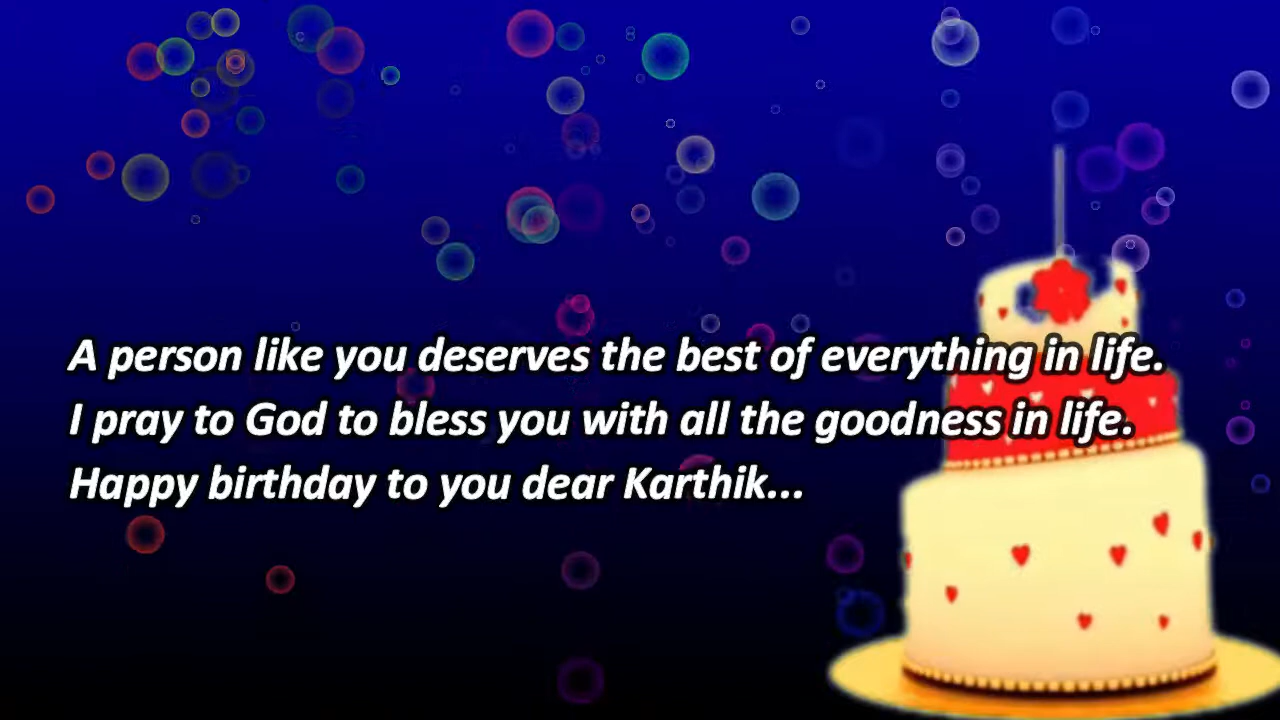 A person like you deserves the best of everything in life.
I pray to God to bless you with all the goodness in life.
Happy birthday to you dear Karthik...